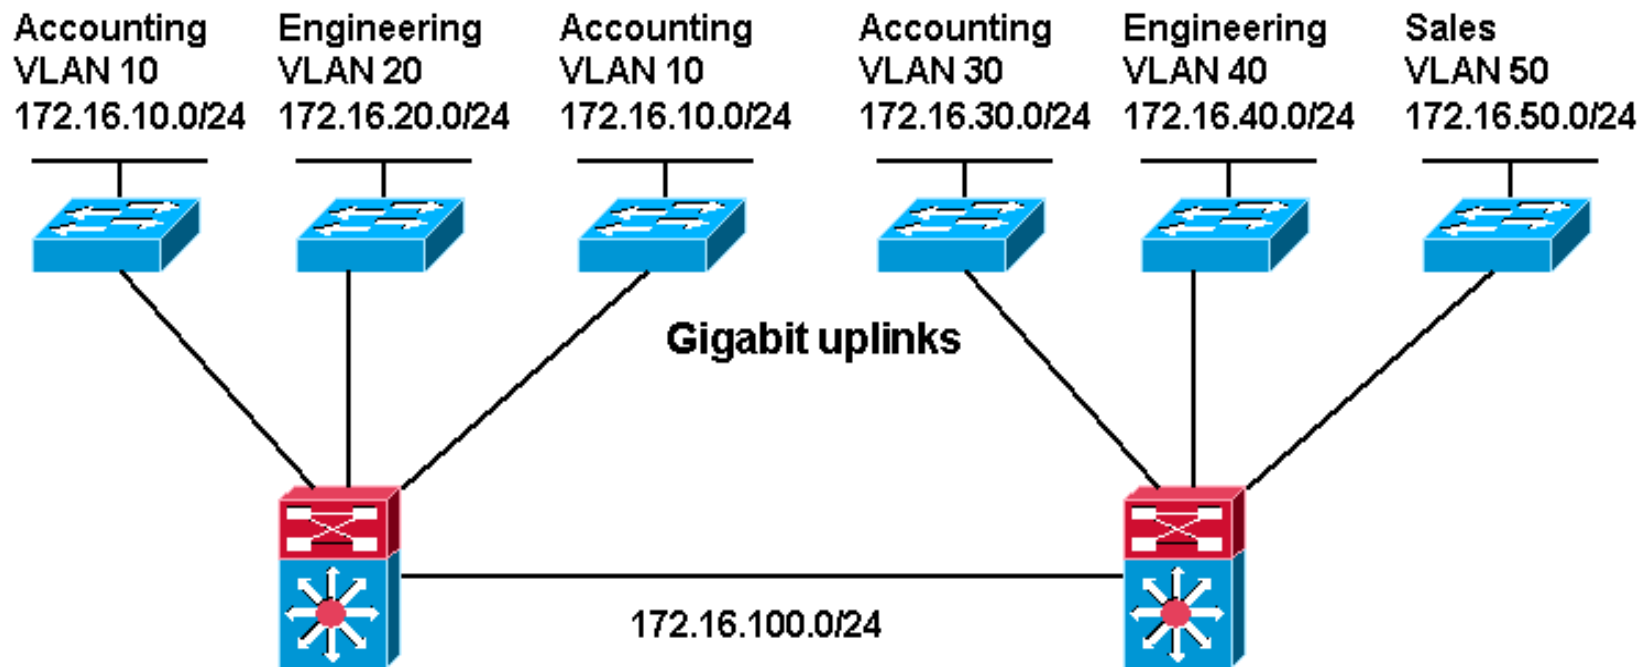 Accounting
VLAN 10
172.16.10.0/24
Engineering
VLAN 20
172.16.20.0/24
Accounting
VLAN 10
172.16.10.0/24
Accounting
VLAN 30
172.16.30.0/24
Engineering
VLAN 40
172.16.40.0/24
Sales
VLAN 50
172.16.50.0/24
Gigabit uplinks
172.16.100.0/24